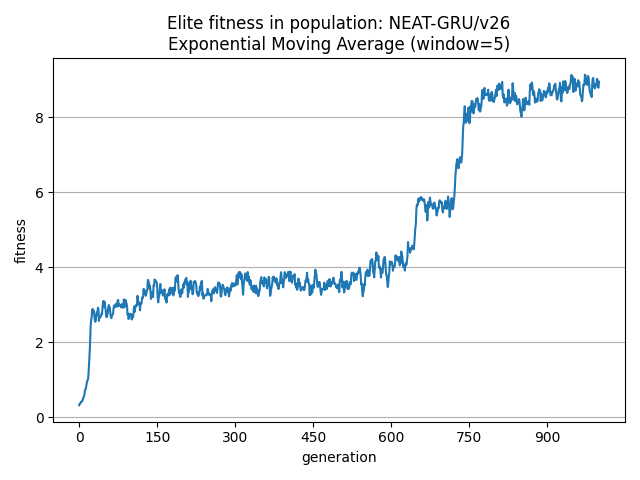 Elite fitness in population: NEAT-GRU/v26
Exponential Moving Average (window=5)
fitness
8
6
4
2
0
0 150 300 450 600 750 900
generation